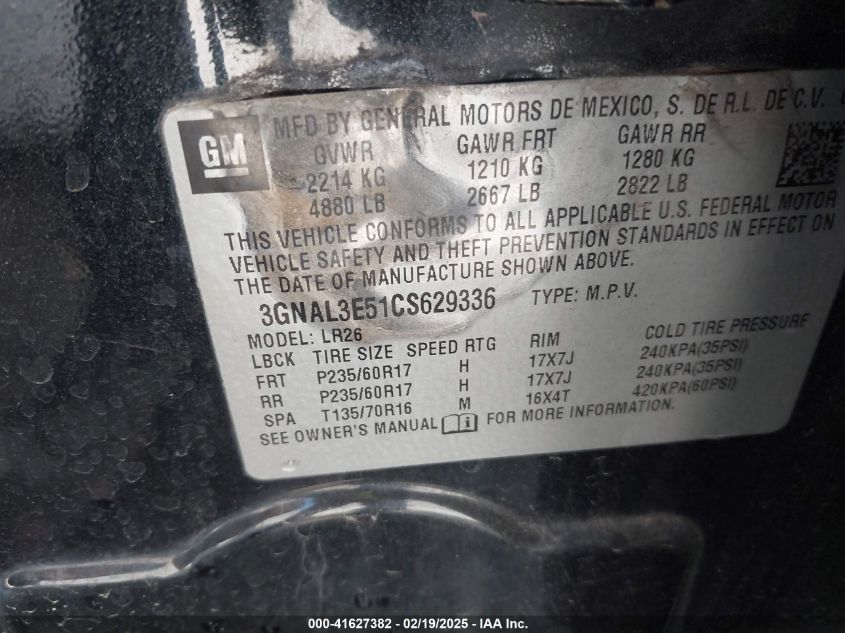 GM
MFD BY GENERAL MOTORS DE MEXICO, S. DE R.L. DE C.V.
GVWR GAWR FRT GAWR RR
2214 KG 1210 KG 1280 KG
4880 LB 2667 LB 2822 LB
THIS VEHICLE CONFORMS TO ALL APPLICABLE U.S. FEDERAL MOTOR
VEHICLE SAFETY AND THEFT PREVENTION STANDARDS IN EFFECT ON
THE DATE OF MANUFACTURE SHOWN ABOVE.
3GNAL3E51CS629336 TYPE: M.P.V.
MODEL: LR26
LBCK TIRE SIZE SPEED RTG RIM COLD TIRE PRESSURE
FRT P235/60R17 H 17X7J 240KPA(35PSI)
RR P235/60R17 H 17X7J 240KPA(35PSI)
SPA T135/70R16 M 16X4T 420KPA(60PSI)
SEE OWNER'S MANUAL i FOR MORE INFORMATION.
000-41627382 - 02/19/2025 - IAA Inc.